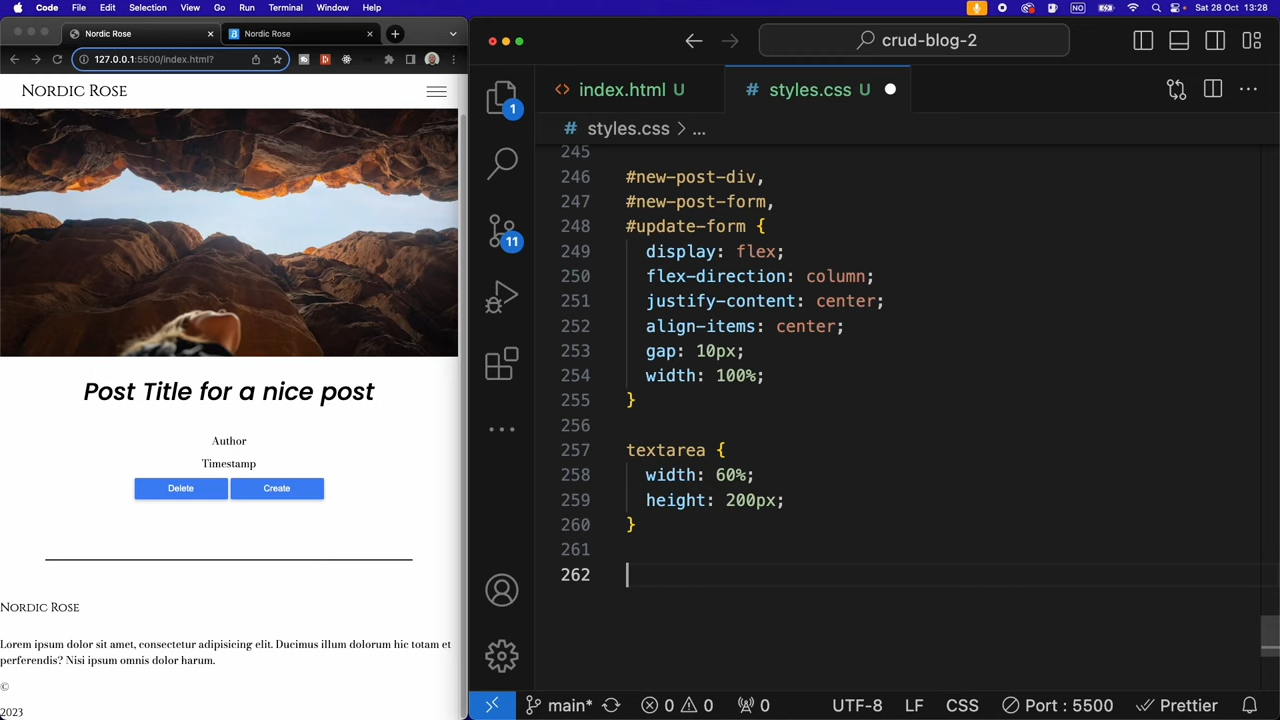 Code File Edit Selection View Go Run Terminal Window Help NO Sat 28 Oct 13:28
Nordic Rose
Nordic Rose
127.0.0.1:5500/index.html?
Nordic Rose
Post Title for a nice post
Author
Timestamp
Delete Create
Nordic Rose
Lorem ipsum dolor sit amet, consectetur adipisicing elit. Ducimus illum dolorum hic totam et
perferendis? Nisi ipsum omnis dolor harum.
©
2023
crud-blog-2
index.html U
# styles.css U
# styles.css > ...
1
11
245
246 #new-post-div,
247 #new-post-form,
248 #update-form {
249 display: flex;
250 flex-direction: column;
251 justify-content: center;
252 align-items: center;
253 gap: 10px;
254 width: 100%;
255 }
256
257 textarea {
258 width: 60%;
259 height: 200px;
260 }
261
262
main* 0 0 0 UTF-8 LF CSS Port : 5500 Prettier